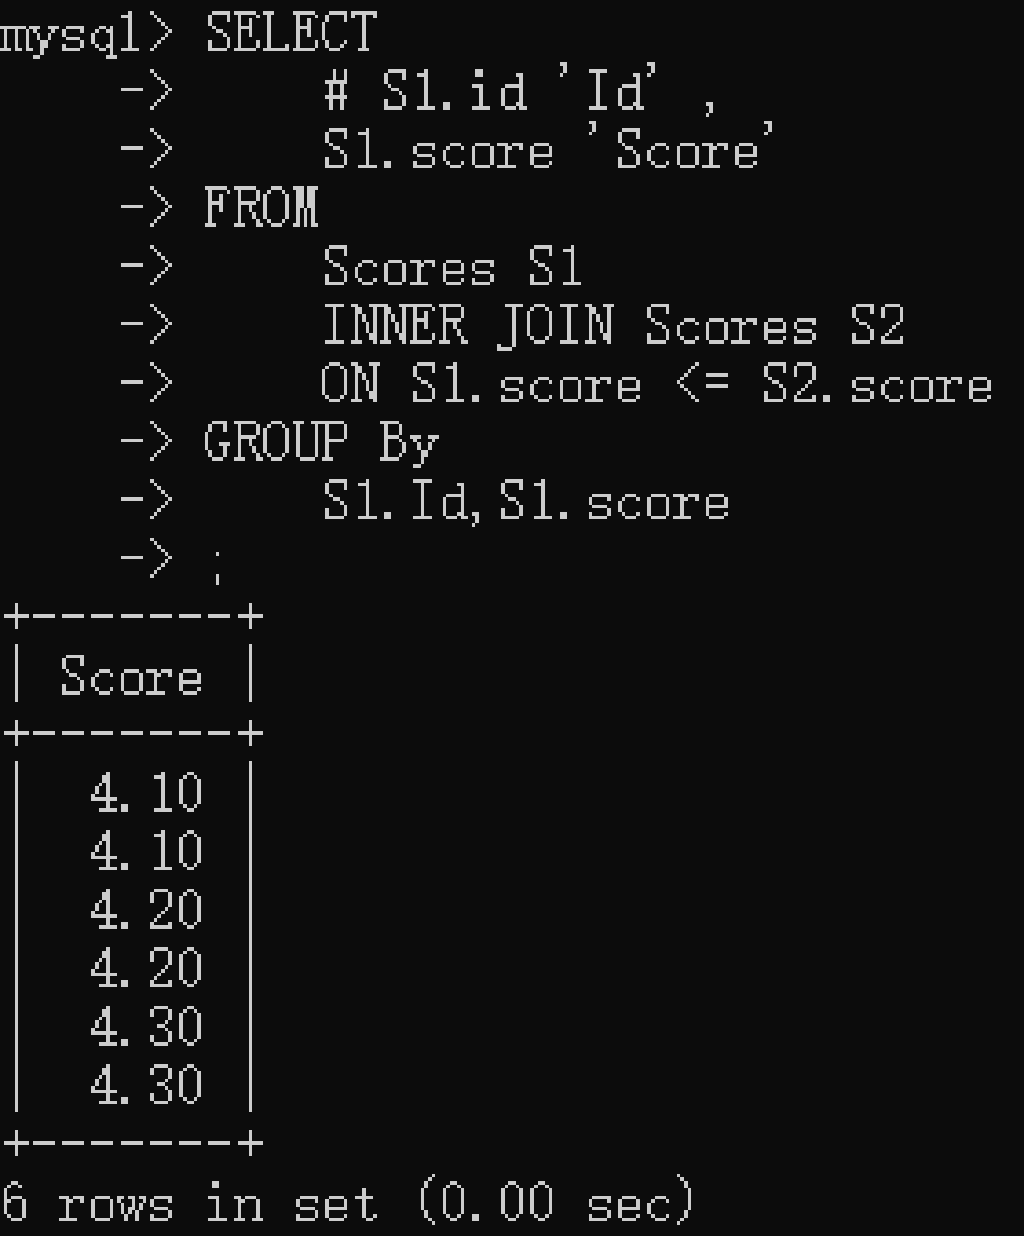 mysql> SELECT
    ->     # S1.id 'Id' ,
    ->     S1.score 'Score'
    -> FROM
    ->     Scores S1
    ->     INNER JOIN Scores S2
    ->     ON S1.score <= S2.score
    -> GROUP By
    ->     S1.Id,S1.score
    -> ;
+-------+
| Score |
+-------+
|  4.10 |
|  4.10 |
|  4.20 |
|  4.20 |
|  4.30 |
|  4.30 |
+-------+
6 rows in set (0.00 sec)